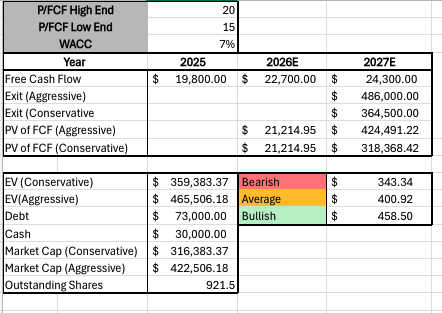 P/FCF High End 20
P/FCF Low End 15
WACC 7%
Year 2025 2026E 2027E
Free Cash Flow $ 19,800.00 $ 22,700.00 $ 24,300.00
Exit (Aggressive) $ 486,000.00
Exit (Conservative $ 364,500.00
PV of FCF (Aggressive) $ 21,214.95 $ 424,491.22
PV of FCF (Conservative) $ 21,214.95 $ 318,368.42
EV (Conservative) $ 359,383.37 Bearish $ 343.34
EV(Aggressive) $ 465,506.18 Average $ 400.92
Debt $ 73,000.00 Bullish $ 458.50
Cash $ 30,000.00
Market Cap (Conservative) $ 316,383.37
Market Cap (Aggressive) $ 422,506.18
Outstanding Shares 921.5